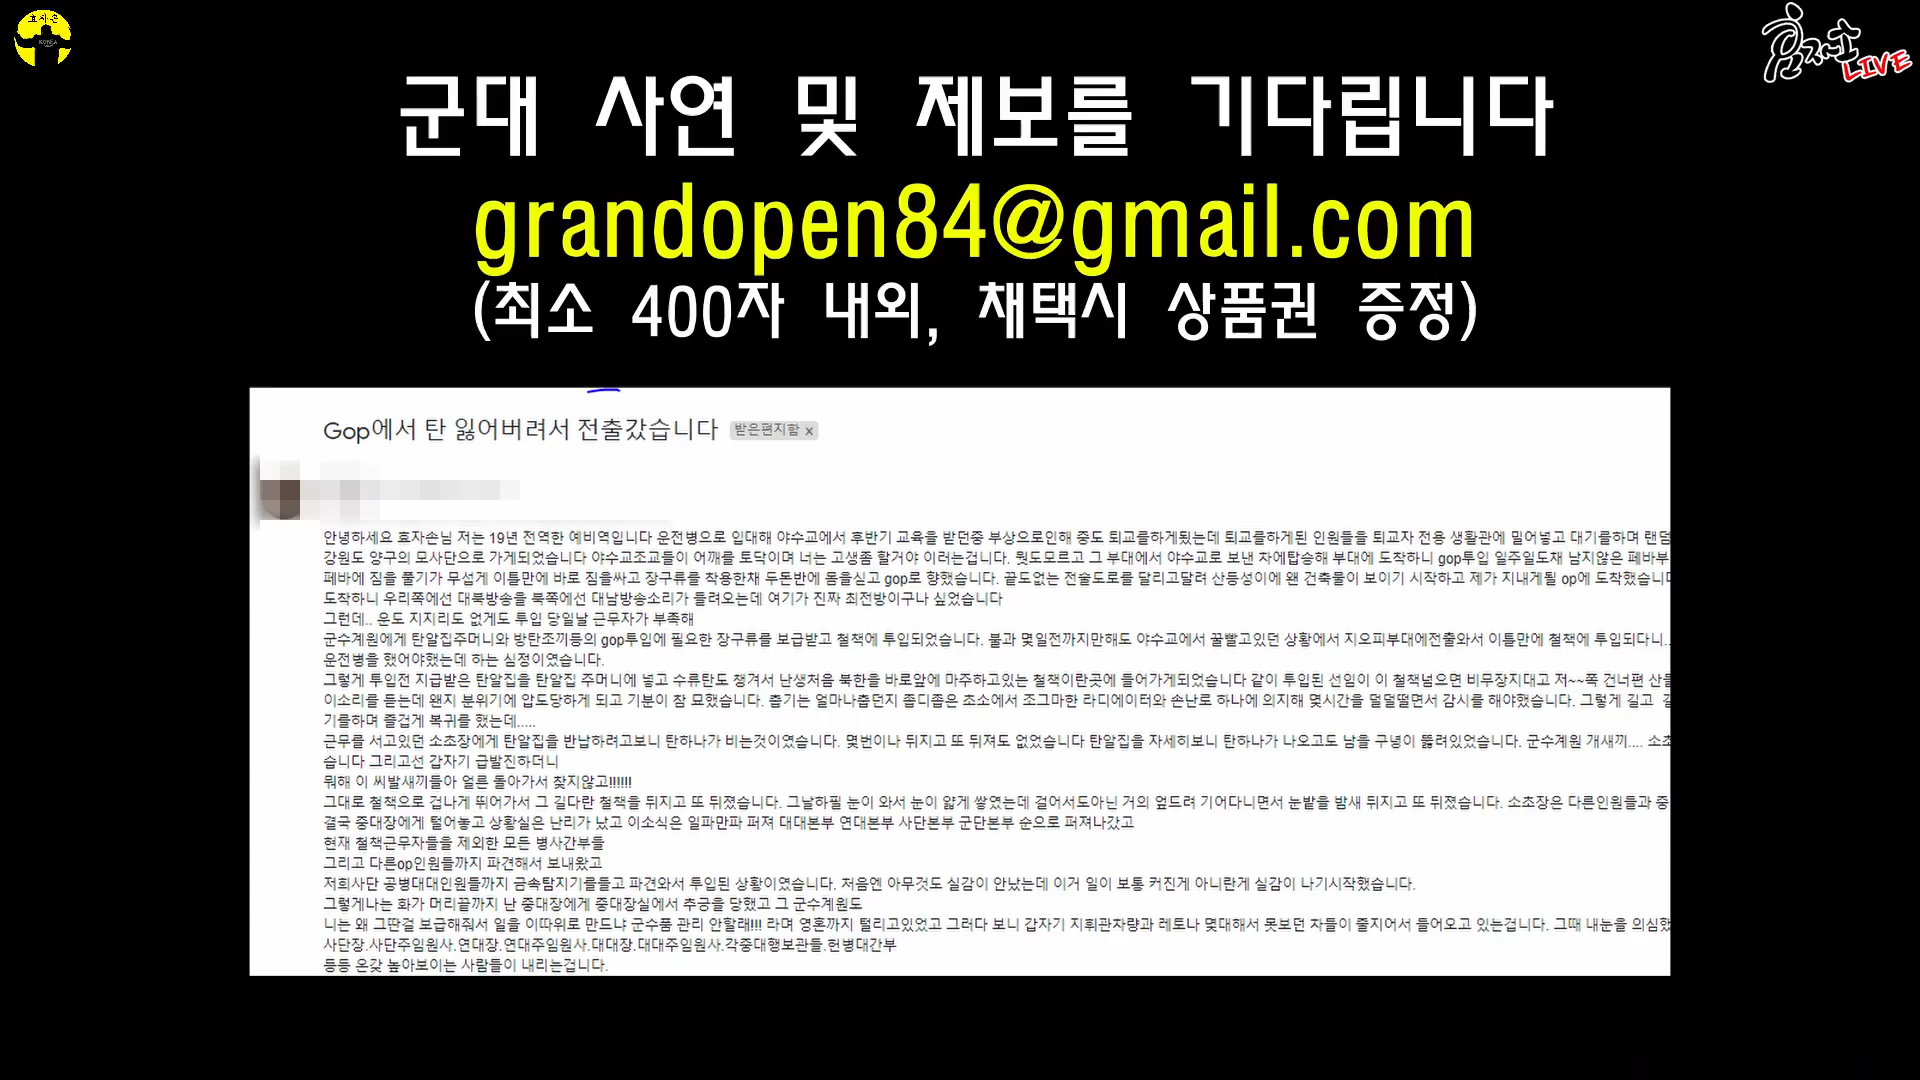 효자손
KOREA
효자손 LIVE
군대 사연 및 제보를 기다립니다
grandopen84@gmail.com
(최소 400자 내외, 채택시 상품권 증정)
Gop에서 탄 잃어버려서 전출갔습니다 받은편지함 x
안녕하세요 효자손님 저는 19년 전역한 예비역입니다 운전병으로 입대해 야수교에서 후반기 교육을 받던중 부상으로인해 중도 퇴교를하게됬는데 퇴교를하게된 인원들을 퇴교자 전용 생활관에 밀어넣고 대기를하며 랜덤
강원도 양구의 모사단으로 가게되었습니다 야수교조교들이 어깨를 토닥이며 너는 고생좀 할거야 이러는겁니다. 뭣도모르고 그 부대에서 야수교로 보낸 차에탑승해 부대에 도착하니 gop투입 일주일도채 남지않은 페바부
페바에 짐을 풀기가 무섭게 이틀만에 바로 짐을싸고 장구류를 착용한채 두돈반에 몸을싣고 gop로 향했습니다. 끝도없는 전술도로를 달리고달려 산등성이에 왠 건축물이 보이기 시작하고 제가 지내게될 op에 도착했습니다
도착하니 우리쪽에선 대북방송을 북쪽에선 대남방송소리가 들려오는데 여기가 진짜 최전방이구나 싶었습니다
그런데.. 운도 지지리도 없게도 투입 당일날 근무자가 부족해
군수계원에게 탄알집주머니와 방탄조끼등의 gop투입에 필요한 장구류를 보급받고 철책에 투입되었습니다. 불과 몇일전까지만해도 야수교에서 꿀빨고있던 상황에서 지오피부대에전출와서 이틀만에 철책에 투입되다니..
운전병을 했어야했는데 하는 심정이였습니다.
그렇게 투입전 지급받은 탄알집을 탄알집 주머니에 넣고 수류탄도 챙겨서 난생처음 북한을 바로앞에 마주하고있는 철책이란곳에 들어가게되었습니다 같이 투입된 선임이 이 철책넘으면 비무장지대고 저~~쪽 건너편 산들
이소리를 듣는데 왠지 분위기에 압도당하게 되고 기분이 참 묘했습니다. 춥기는 얼마나춥던지 좁디좁은 초소에서 조그마한 라디에이터와 손난로 하나에 의지해 몇시간을 덜덜떨면서 감시를 해야했습니다. 그렇게 길고
기를하며 즐겁게 복귀를 했는데.....
근무를 서고있던 소초장에게 탄알집을 반납하려고보니 탄하나가 비는것이였습니다. 몇번이나 뒤지고 또 뒤져도 없었습니다 탄알집을 자세히보니 탄하나가 나오고도 남을 구녕이 뚫려있었습니다. 군수계원 개새끼.... 소초
습니다 그리고선 갑자기 급발진하더니
뭐해 이 씨발새끼들아 얼른 돌아가서 찾지않고!!!!!!
그대로 철책으로 겁나게 뛰어가서 그 길다란 철책을 뒤지고 또 뒤졌습니다. 그날하필 눈이 와서 눈이 얇게 쌓였는데 걸어서도아닌 거의 엎드려 기어다니면서 눈밭을 밤새 뒤지고 또 뒤졌습니다. 소초장은 다른인원들과 중
결국 중대장에게 털어놓고 상황실은 난리가 났고 이소식은 일파만파 퍼져 대대본부 연대본부 사단본부 군단본부 순으로 퍼져나갔고
현재 철책근무자들을 제외한 모든 병사간부들
그리고 다른op인원들까지 파견해서 보내왔고
저희사단 공병대대인원들까지 금속탐지기를들고 파견와서 투입된 상황이였습니다. 처음엔 아무것도 실감이 안났는데 이거 일이 보통 커진게 아니란게 실감이 나기시작했습니다.
그렇게나는 화가 머리끝까지 난 중대장에게 중대장실에서 추궁을 당했고 그 군수계원도
니는 왜 그딴걸 보급해줘서 일을 이따위로 만드냐 군수품 관리 안할래!!! 라며 영혼까지 털리고있었고 그러다 보니 갑자기 지휘관차량과 레토나 몇대해서 못보던 차들이 줄지어서 들어오고 있는겁니다. 그때 내눈을 의심했
사단장.사단주임원사.연대장.연대주임원사.대대장.대대주임원사.각중대행보관들.헌병대간부
등등 온갖 높아보이는 사람들이 내리는겁니다.